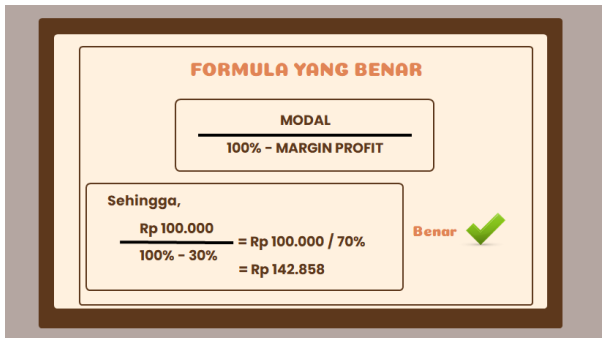 FORMULA YANG BENAR
MODAL
100% - MARGIN PROFIT
Sehingga,
Rp 100.000
100% - 30%
= Rp 100.000 / 70%
= Rp 142.858
Benar